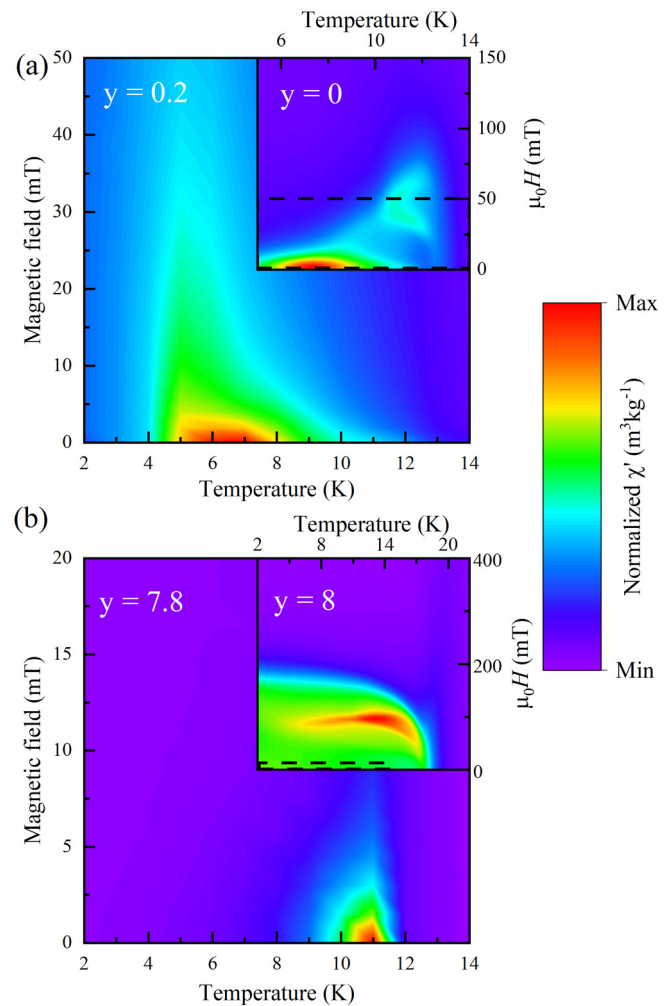 Temperature (K)
6 8 10 12 14
(a)
50
40
30
20
10
0
Magnetic field (mT)
y = 0.2
y = 0
150
100
50
0
μ₀H (mT)
2 4 6 8 10 12 14
Temperature (K)
Max
Normalized χ' (m³kg⁻¹)
Min
(b)
Temperature (K)
2 8 14 20
20
15
10
5
0
Magnetic field (mT)
y = 7.8
y = 8
400
200
0
μ₀H (mT)
2 4 6 8 10 12 14
Temperature (K)